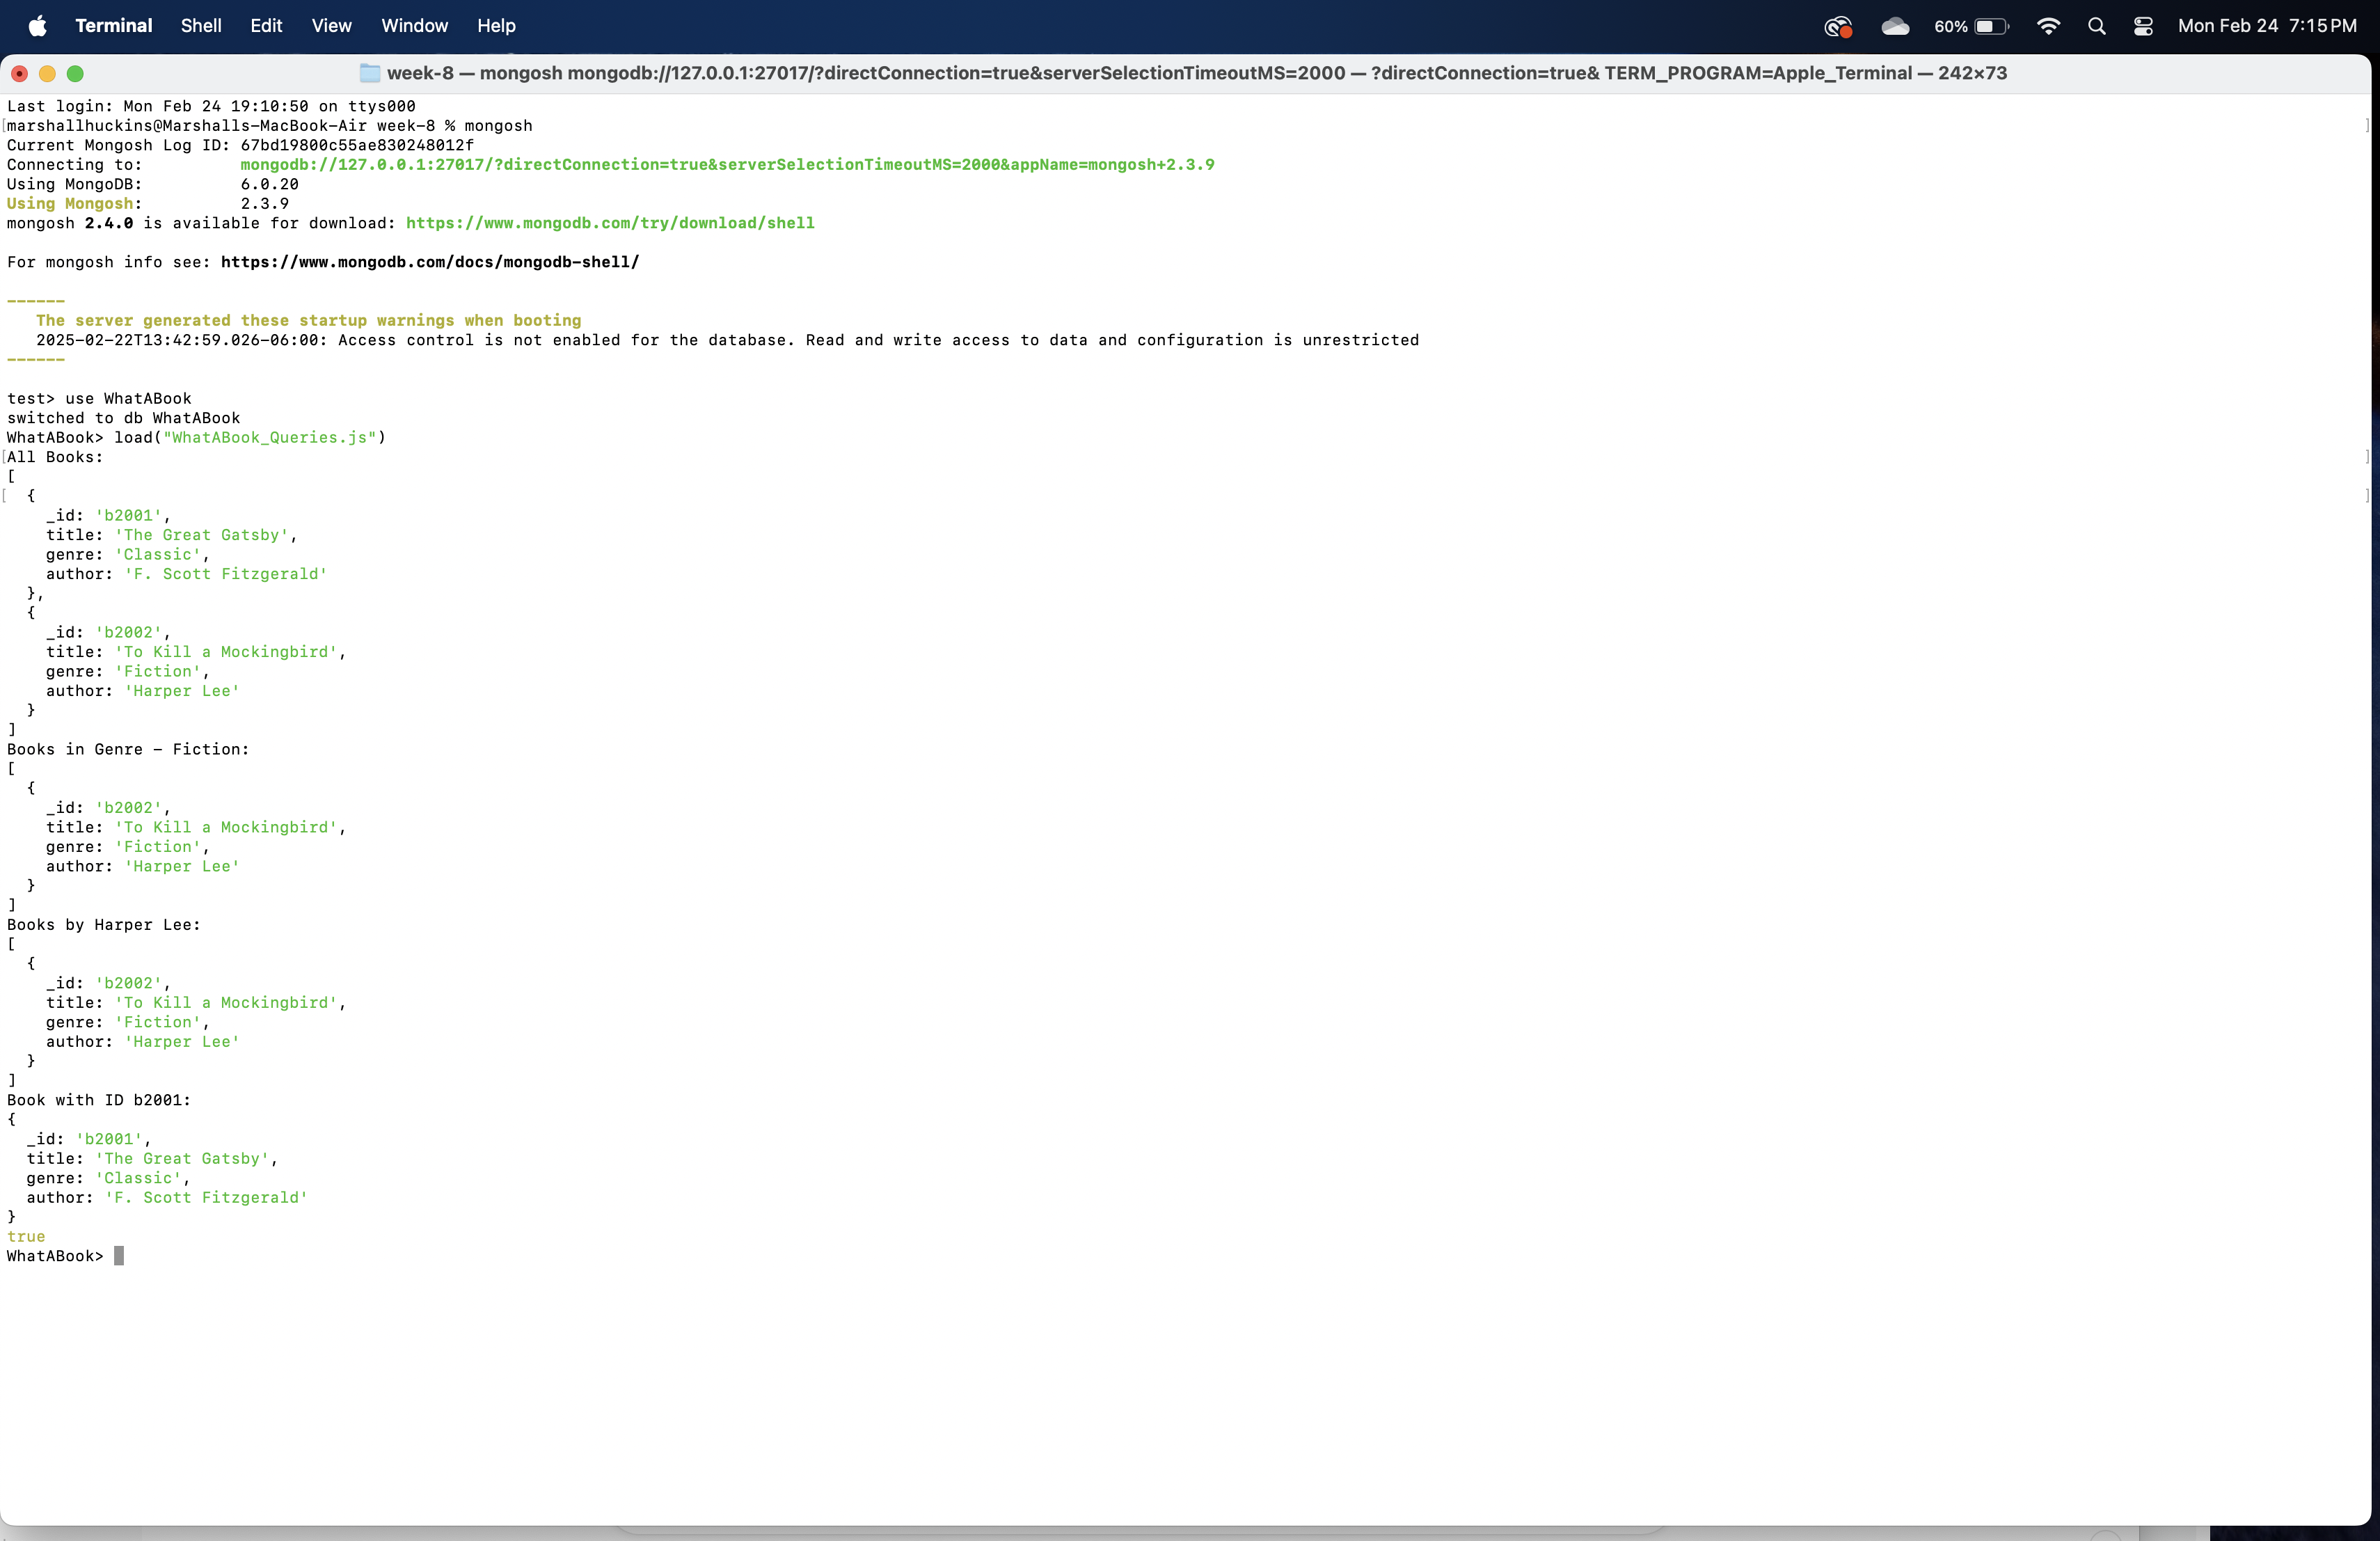 Terminal Shell Edit View Window Help 60% Mon Feb 24 7:15 PM
week-8 — mongosh mongodb://127.0.0.1:27017/?directConnection=true&serverSelectionTimeoutMS=2000 — ?directConnection=true& TERM_PROGRAM=Apple_Terminal — 242×73
Last login: Mon Feb 24 19:10:50 on ttys000
[marshallhuckins@Marshalls-MacBook-Air week-8 % mongosh ]
Current Mongosh Log ID: 67bd19800c55ae830248012f
Connecting to: mongodb://127.0.0.1:27017/?directConnection=true&serverSelectionTimeoutMS=2000&appName=mongosh+2.3.9
Using MongoDB: 6.0.20
Using Mongosh: 2.3.9
mongosh 2.4.0 is available for download: https://www.mongodb.com/try/download/shell
For mongosh info see: https://www.mongodb.com/docs/mongodb-shell/
------
The server generated these startup warnings when booting
2025-02-22T13:42:59.026-06:00: Access control is not enabled for the database. Read and write access to data and configuration is unrestricted
------
test> use WhatABook
switched to db WhatABook
WhatABook> load("WhatABook_Queries.js")
[All Books: ]
[
[ { ]
_id: 'b2001',
title: 'The Great Gatsby',
genre: 'Classic',
author: 'F. Scott Fitzgerald'
},
{
_id: 'b2002',
title: 'To Kill a Mockingbird',
genre: 'Fiction',
author: 'Harper Lee'
}
]
Books in Genre - Fiction:
[
{
_id: 'b2002',
title: 'To Kill a Mockingbird',
genre: 'Fiction',
author: 'Harper Lee'
}
]
Books by Harper Lee:
[
{
_id: 'b2002',
title: 'To Kill a Mockingbird',
genre: 'Fiction',
author: 'Harper Lee'
}
]
Book with ID b2001:
{
_id: 'b2001',
title: 'The Great Gatsby',
genre: 'Classic',
author: 'F. Scott Fitzgerald'
}
true
WhatABook>